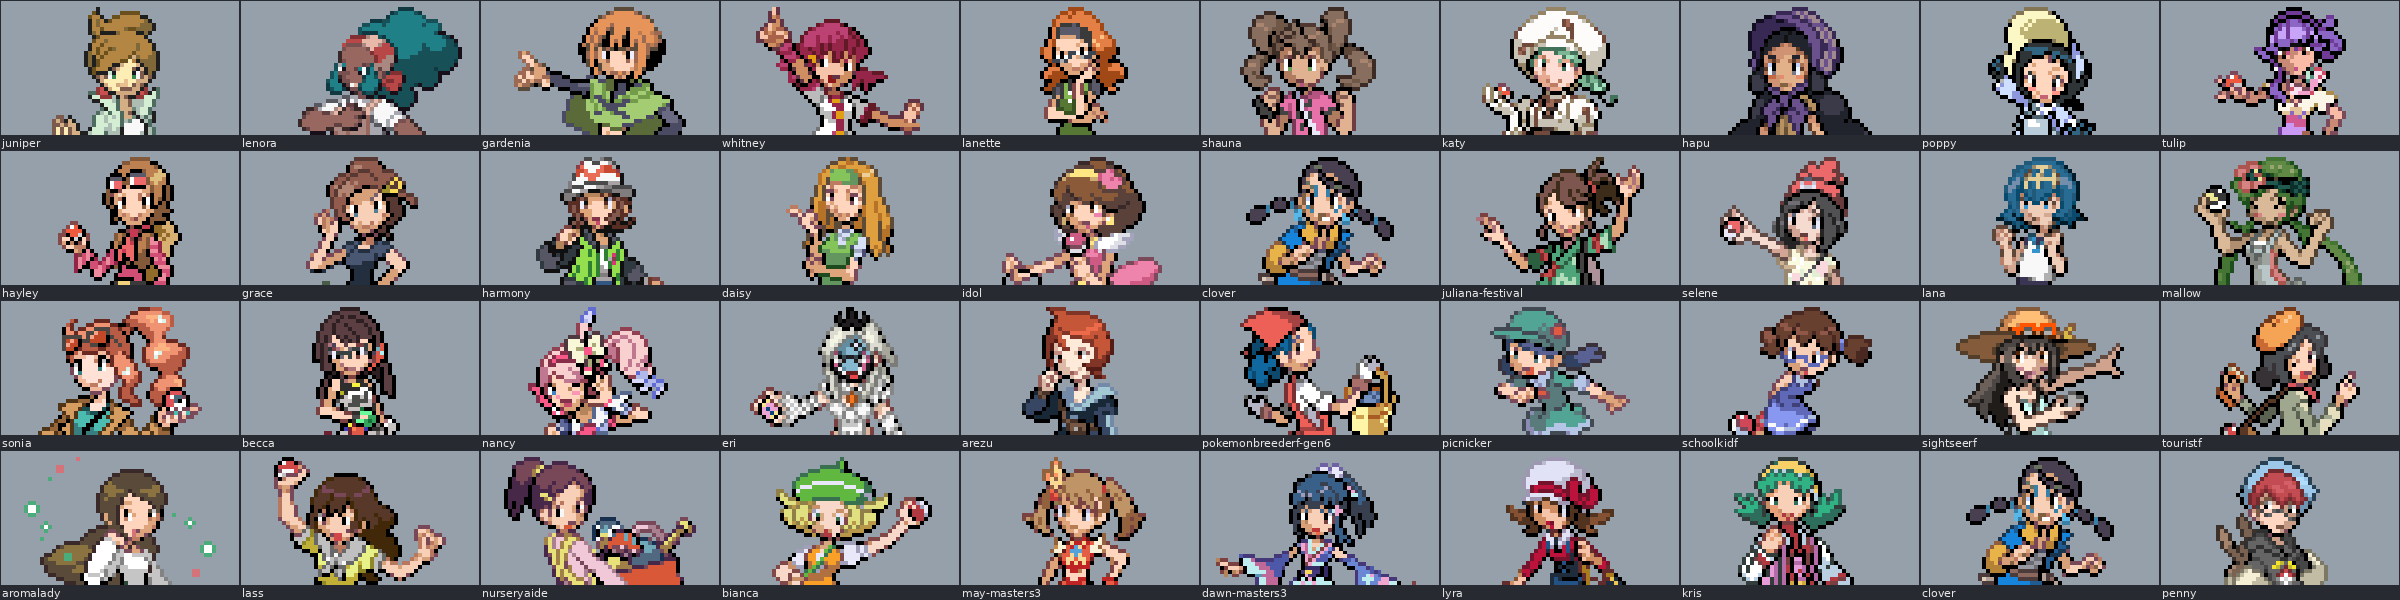 juniper lenora gardenia whitney lanette shauna katy hapu poppy tulip
hayley grace harmony daisy idol clover juliana-festival selene lana mallow
sonia becca nancy eri arezu pokemonbreederf-gen6 picnicker schoolkidf sightseerf touristf
aromalady lass nurseryaide bianca may-masters3 dawn-masters3 lyra kris clover penny